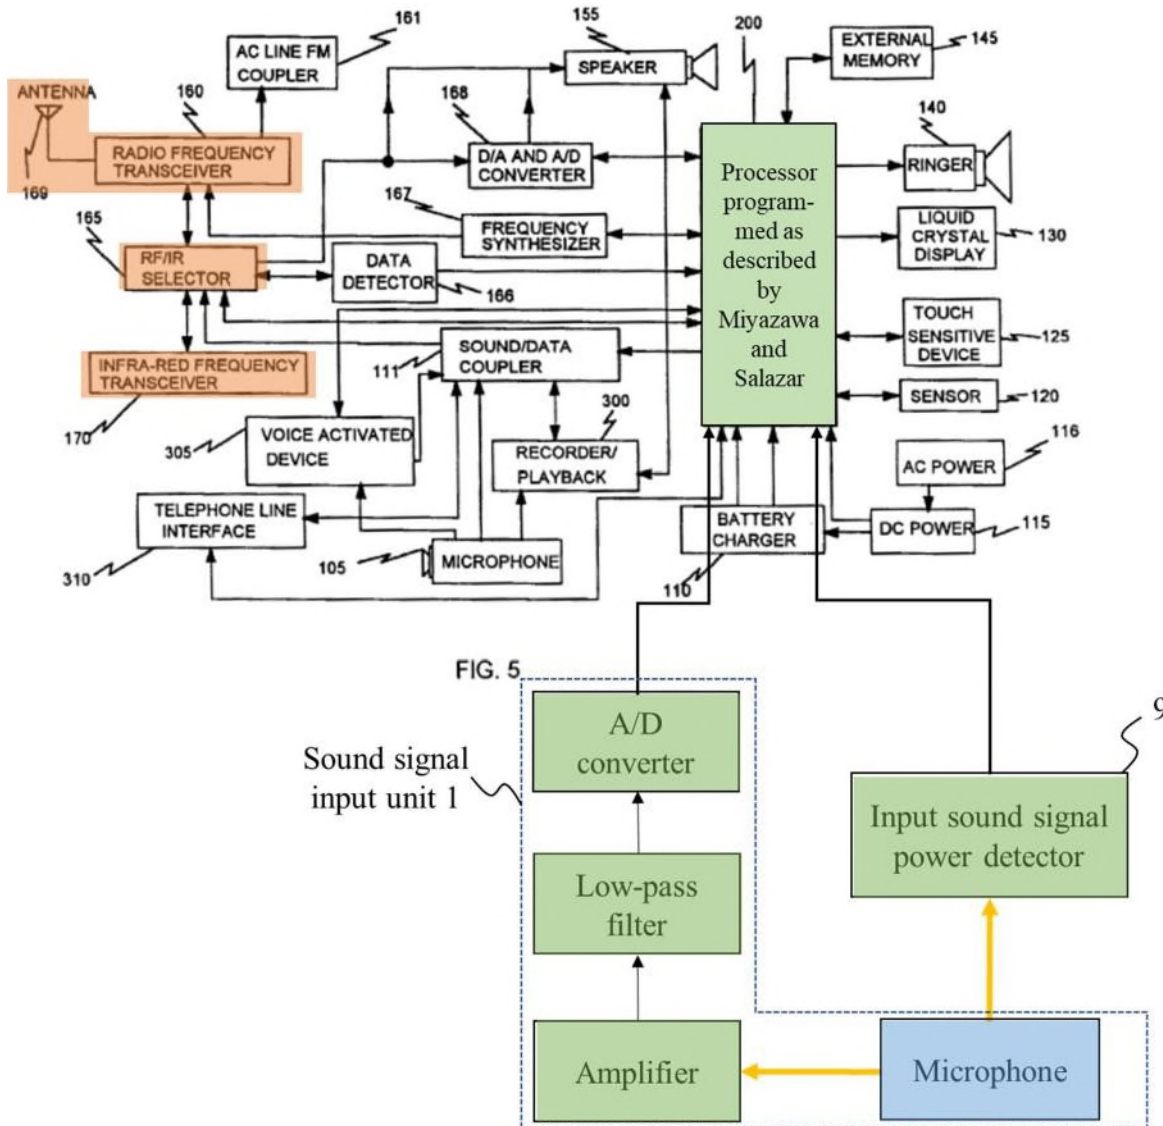 161
AC LINE FM
COUPLER
155
SPEAKER
200
EXTERNAL
MEMORY
145
ANTENNA
160
RADIO FREQUENCY
TRANSCEIVER
169
168
D/A AND A/D
CONVERTER
140
RINGER
167
FREQUENCY
SYNTHESIZER
LIQUID
CRYSTAL
DISPLAY
130
165
RF/IR
SELECTOR
DATA
DETECTOR
166
Processor
program-
med as
described
by
Miyazawa
and
Salazar
TOUCH
SENSITIVE
DEVICE
125
SOUND/DATA
COUPLER
111
INFRA-RED FREQUENCY
TRANSCEIVER
170
SENSOR
120
300
305
VOICE ACTIVATED
DEVICE
RECORDER/
PLAYBACK
116
AC POWER
TELEPHONE LINE
INTERFACE
310
BATTERY
CHARGER
110
DC POWER
115
105
MICROPHONE
FIG. 5
A/D
converter
Sound signal
input unit 1
9
Input sound signal
power detector
Low-pass
filter
Amplifier
Microphone